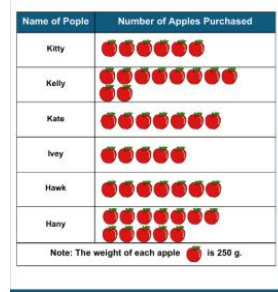 Name of Pople Number of Apples Purchased
Kitty
Kelly
Kate
Ivey
Hawk
Hany
Note: The weight of each apple is 250 g.